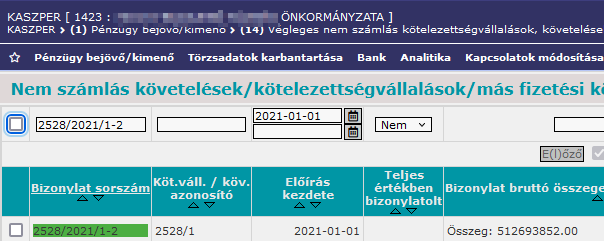 KASZPER [ 1423 : ÖNKORMÁNYZATA ]
KASZPER > (1) Pénzügy bejövő/kimenő > (14) Végleges nem számlás kötelezettségvállalások, követelése
Pénzügy bejövő/kimenő Törzsadatok karbantartása Bank Analitika Kapcsolatok módosítása
Nem számlás követelések/kötelezettségvállalások/más fizetési kö
2528/2021/1-2 2021-01-01 Nem
E(l)őző
Bizonylat sorszám Köt.váll. / köv. azonosító Előírás kezdete Teljes értékben bizonylatolt Bizonylat bruttó összege
2528/2021/1-2 2528/1 2021-01-01 Összeg: 512693852.00